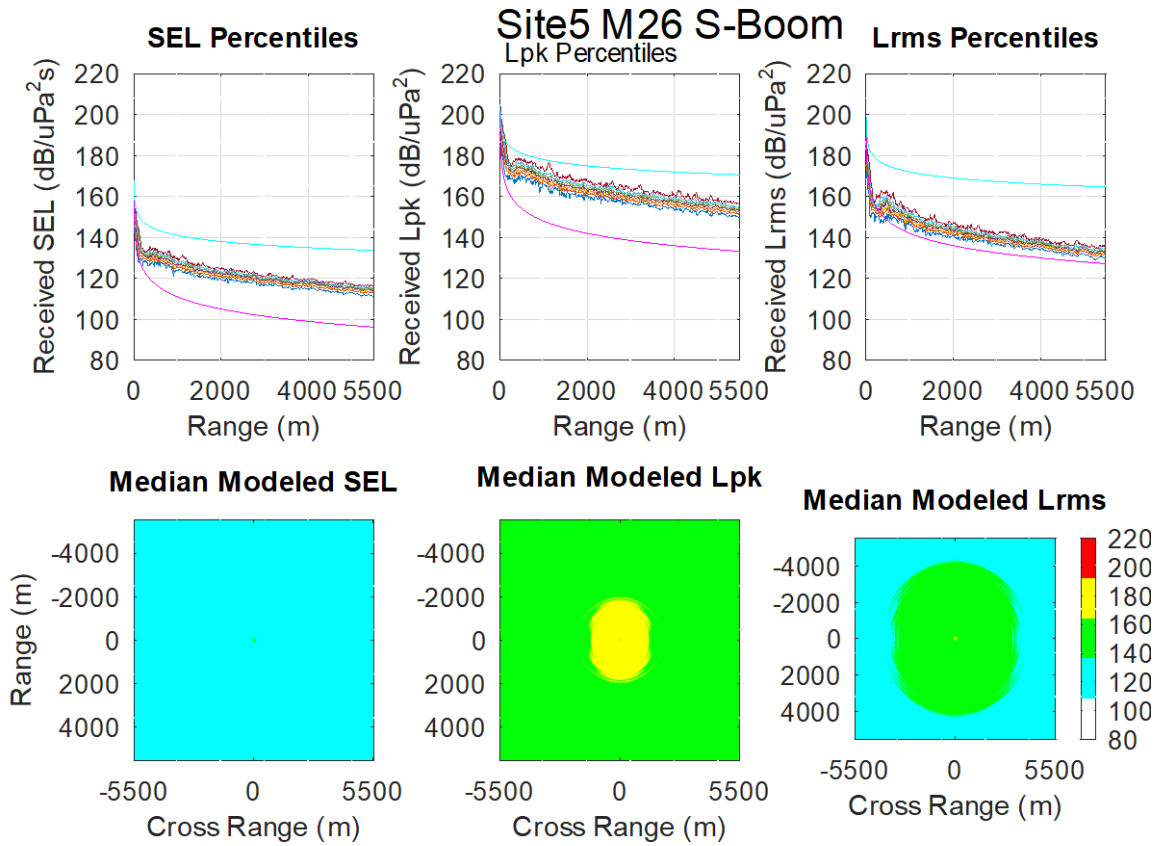 Site5 M26 S-Boom
SEL Percentiles
Lpk Percentiles
Lrms Percentiles
Received SEL (dB/uPa²s)
220
200
180
160
140
120
100
80
0 2000 4000 5500
Range (m)
Received Lpk (dB/uPa²)
220
200
180
160
140
120
100
80
0 2000 4000 5500
Range (m)
Received Lrms (dB/uPa²)
220
200
180
160
140
120
100
80
0 2000 4000 5500
Range (m)
Median Modeled SEL
Range (m)
-4000
-2000
0
2000
4000
-5500 0 5500
Cross Range (m)
Median Modeled Lpk
-4000
-2000
0
2000
4000
-5500 0 5500
Cross Range (m)
Median Modeled Lrms
-4000
-2000
0
2000
4000
-5500 0 5500
Cross Range (m)
220
200
180
160
140
120
100
80